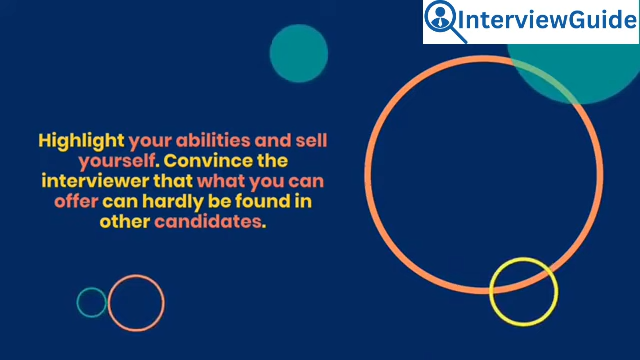 InterviewGuide
Highlight your abilities and sell
yourself. Convince the
interviewer that what you can
offer can hardly be found in
other candidates.